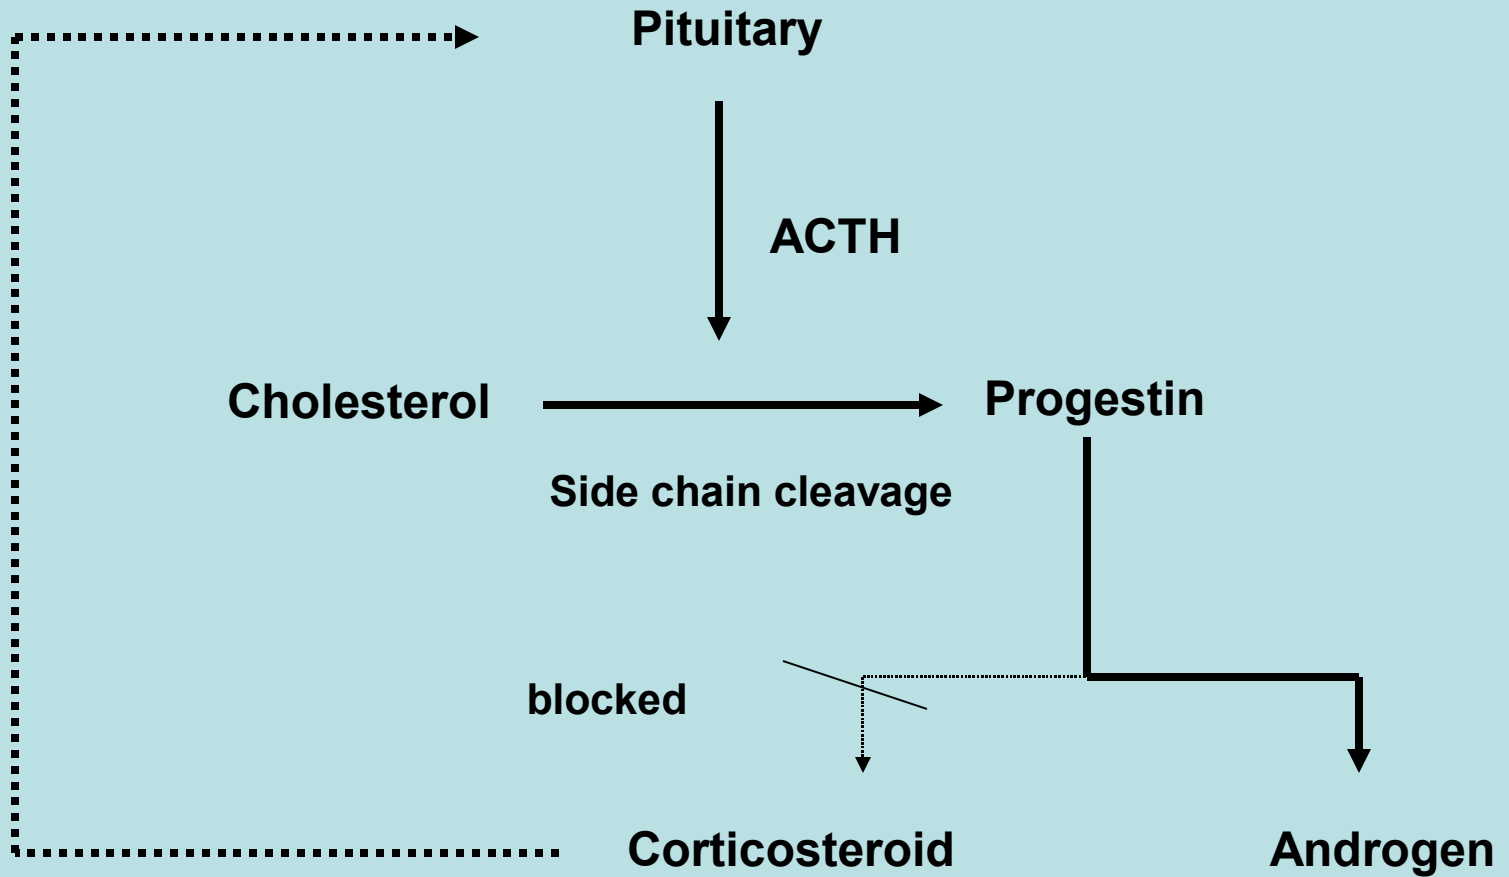 Pituitary
ACTH
Cholesterol
Progestin
Side chain cleavage
blocked
Corticosteroid
Androgen